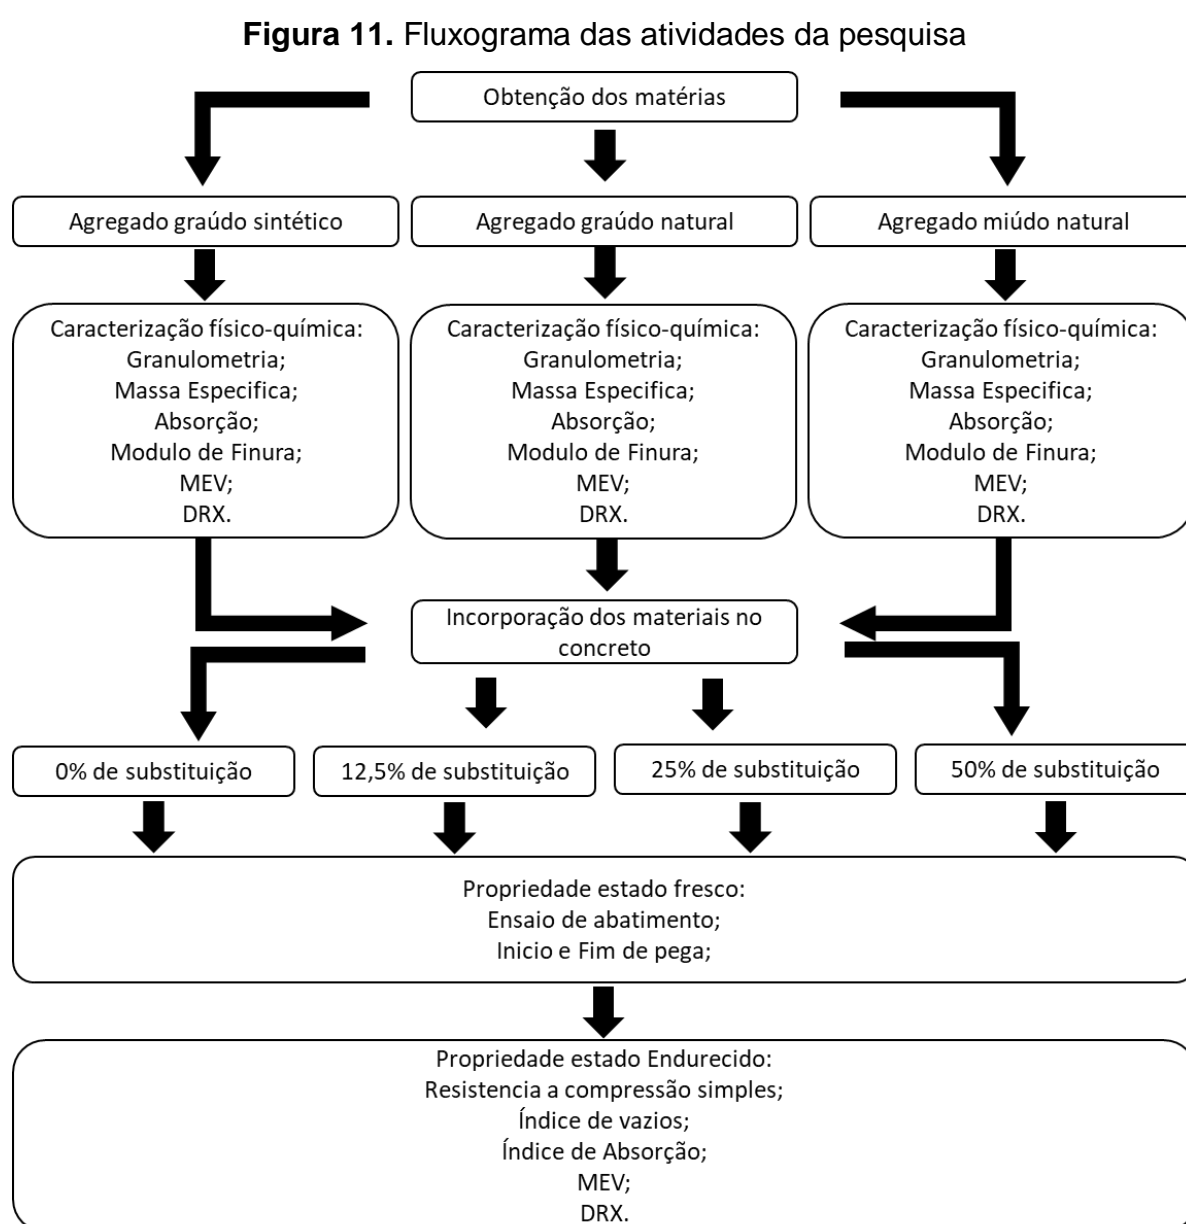 Figura 11. Fluxograma das atividades da pesquisa
Obtenção dos matérias
Agregado graúdo sintético
Agregado graúdo natural
Agregado miúdo natural
Caracterização físico-química:
Granulometria;
Massa Especifica;
Absorção;
Modulo de Finura;
MEV;
DRX.
Caracterização físico-química:
Granulometria;
Massa Especifica;
Absorção;
Modulo de Finura;
MEV;
DRX.
Caracterização físico-química:
Granulometria;
Massa Especifica;
Absorção;
Modulo de Finura;
MEV;
DRX.
Incorporação dos materiais no
concreto
0% de substituição
12,5% de substituição
25% de substituição
50% de substituição
Propriedade estado fresco:
Ensaio de abatimento;
Inicio e Fim de pega;
Propriedade estado Endurecido:
Resistencia a compressão simples;
Índice de vazios;
Índice de Absorção;
MEV;
DRX.